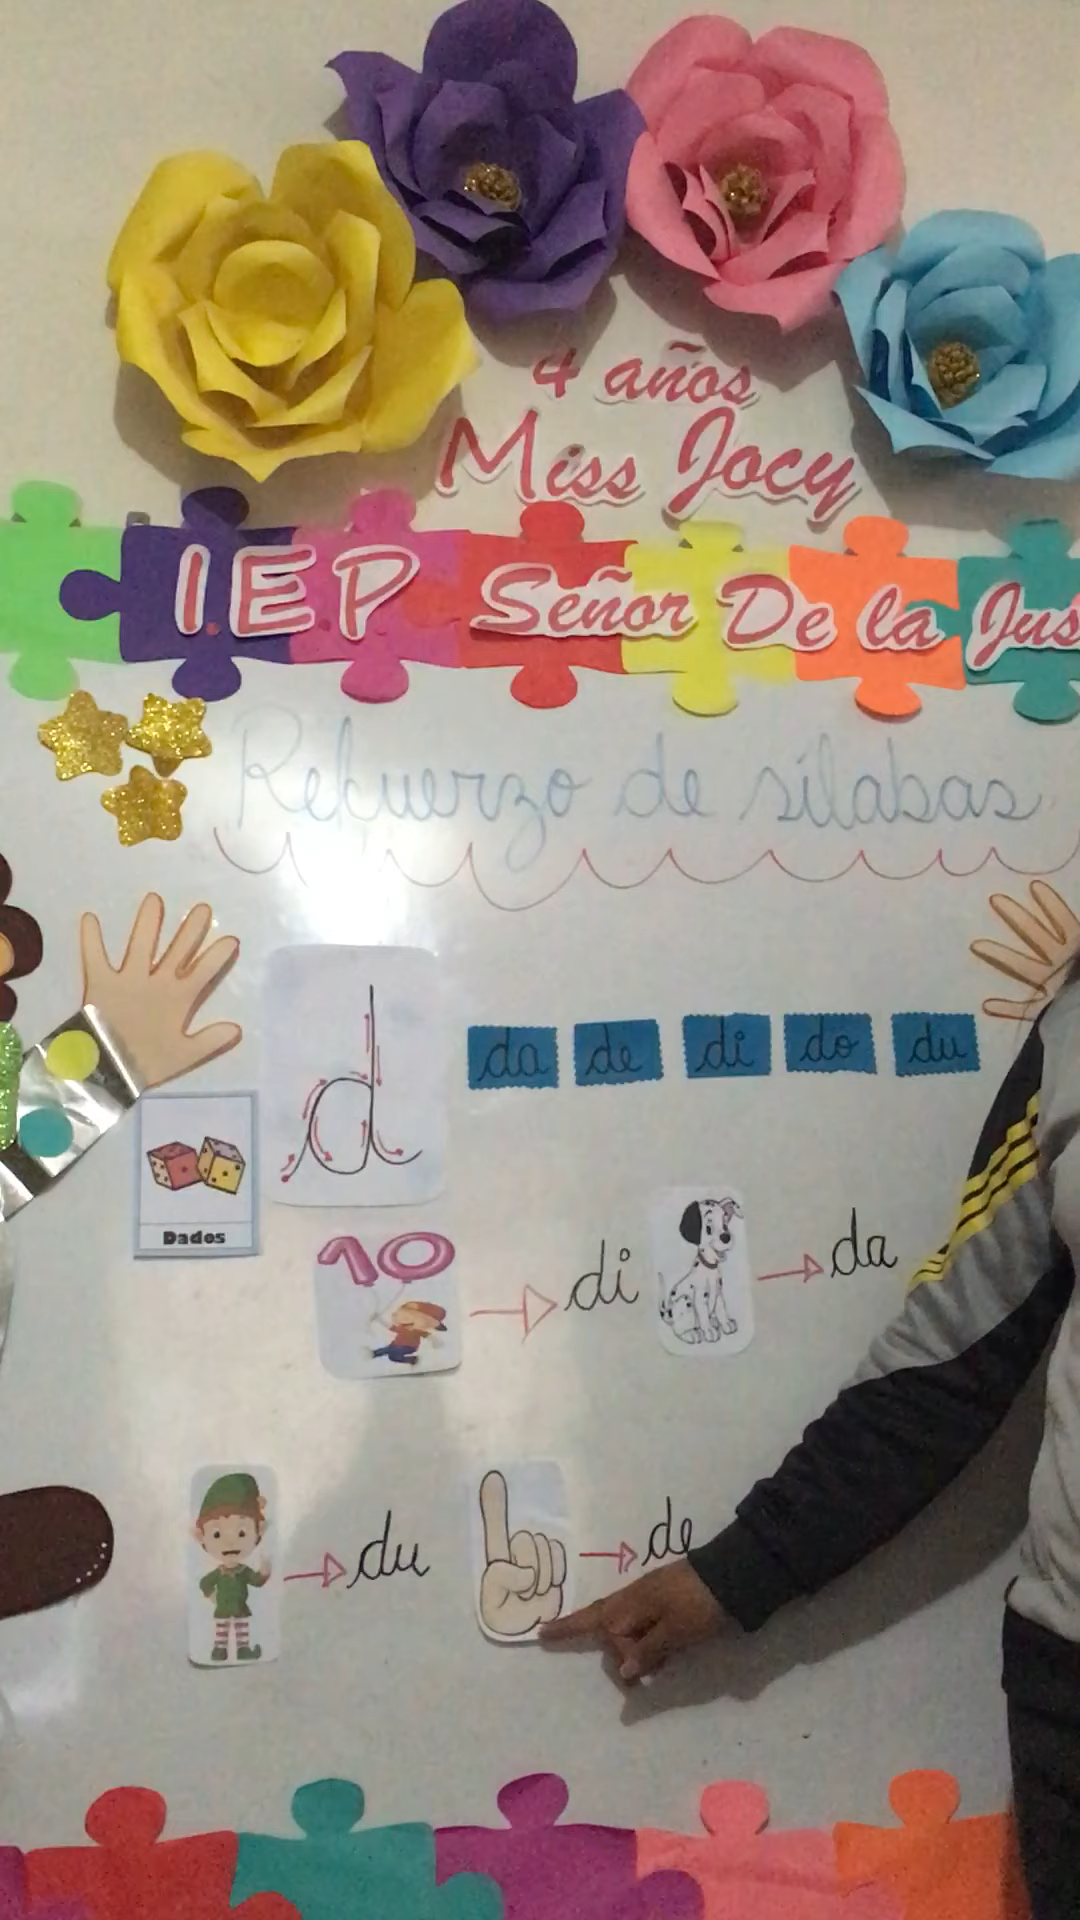 4 años
Miss Jocy
I.E.P. Señor De la Jus
Refuerzo de sílabas
d
da de di do du
Dados
10 di da
du de